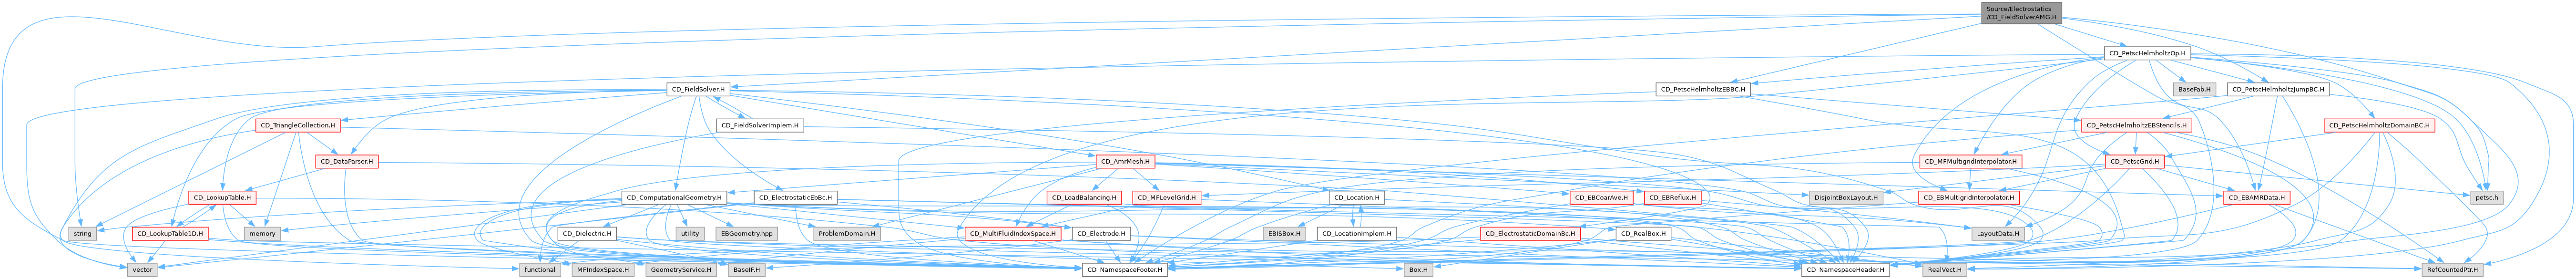 Source/Electrostatics
/CD_FieldSolverAMG.H
CD_PetscHelmholtzOp.H
CD_FieldSolver.H
CD_PetscHelmholtzEBBC.H
BaseFab.H
CD_PetscHelmholtzJumpBC.H
CD_TriangleCollection.H
CD_FieldSolverImplem.H
CD_PetscHelmholtzEBStencils.H
CD_PetscHelmholtzDomainBC.H
CD_DataParser.H
CD_AmrMesh.H
CD_MFMultigridInterpolator.H
CD_PetscGrid.H
CD_LookupTable.H
CD_ComputationalGeometry.H
CD_ElectrostaticEbBc.H
CD_LoadBalancing.H
CD_MFLevelGrid.H
CD_Location.H
CD_EBCoarAve.H
CD_EBReflux.H
DisjointBoxLayout.H
CD_EBMultigridInterpolator.H
CD_EBAMRData.H
petsc.h
string
memory
CD_LookupTable1D.H
CD_Dielectric.H
utility
EBGeometry.hpp
ProblemDomain.H
CD_MultiFluidIndexSpace.H
CD_Electrode.H
EBISBox.H
CD_LocationImplem.H
CD_ElectrostaticDomainBc.H
CD_RealBox.H
LayoutData.H
vector
functional
MFIndexSpace.H
GeometryService.H
BaseIF.H
CD_NamespaceFooter.H
Box.H
CD_NamespaceHeader.H
RealVect.H
RefCountedPtr.H